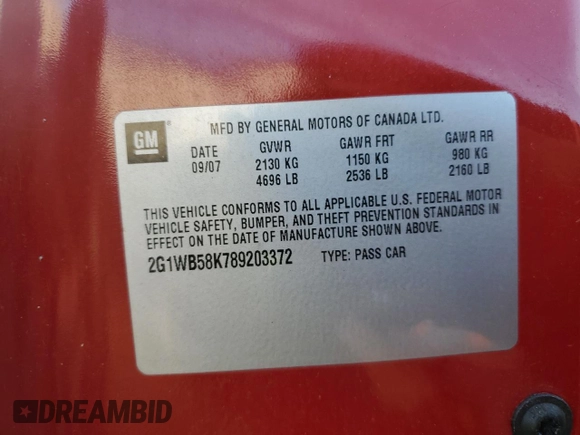 GM ®
MFD BY GENERAL MOTORS OF CANADA LTD.
DATE GVWR GAWR FRT GAWR RR
09/07 2130 KG 1150 KG 980 KG
4696 LB 2536 LB 2160 LB
THIS VEHICLE CONFORMS TO ALL APPLICABLE U.S. FEDERAL MOTOR
VEHICLE SAFETY, BUMPER, AND THEFT PREVENTION STANDARDS IN
EFFECT ON THE DATE OF MANUFACTURE SHOWN ABOVE.
2G1WB58K789203372 TYPE: PASS CAR
DREAMBID